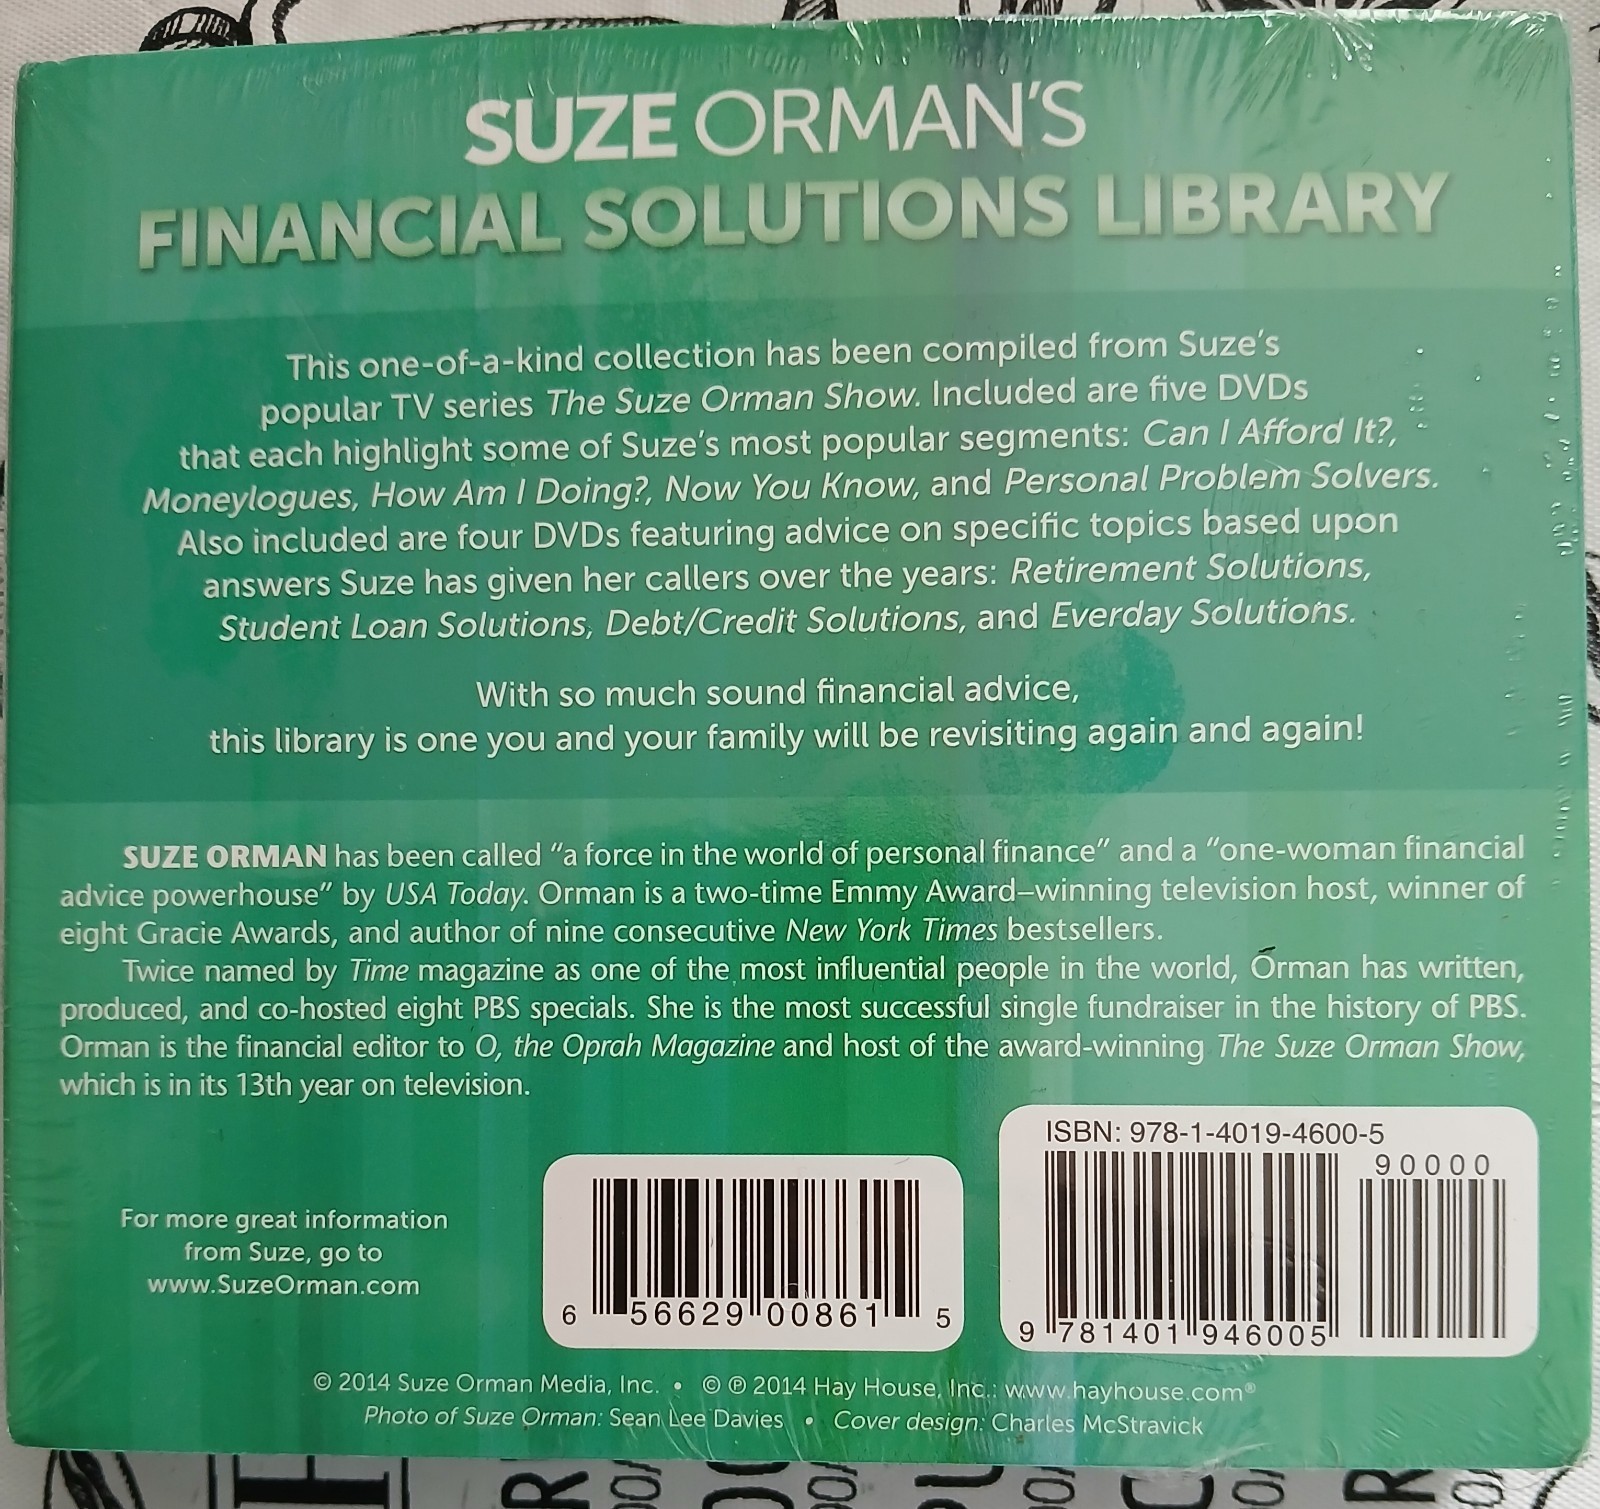 SUZE ORMAN'S
FINANCIAL SOLUTIONS LIBRARY
This one-of-a-kind collection has been compiled from Suze's
popular TV series The Suze Orman Show. Included are five DVDs
that each highlight some of Suze's most popular segments: Can I Afford It?,
Moneylogues, How Am I Doing?, Now You Know, and Personal Problem Solvers.
Also included are four DVDs featuring advice on specific topics based upon
answers Suze has given her callers over the years: Retirement Solutions,
Student Loan Solutions, Debt/Credit Solutions, and Everday Solutions.
With so much sound financial advice,
this library is one you and your family will be revisiting again and again!
SUZE ORMAN has been called "a force in the world of personal finance" and a "one-woman financial
advice powerhouse" by USA Today. Orman is a two-time Emmy Award–winning television host, winner of
eight Gracie Awards, and author of nine consecutive New York Times bestsellers.
Twice named by Time magazine as one of the most influential people in the world, Orman has written,
produced, and co-hosted eight PBS specials. She is the most successful single fundraiser in the history of PBS.
Orman is the financial editor to O, the Oprah Magazine and host of the award-winning The Suze Orman Show,
which is in its 13th year on television.
For more great information
from Suze, go to
www.SuzeOrman.com
6 56629 00861 5
ISBN: 978-1-4019-4600-5
90000
9 781401 946005
© 2014 Suze Orman Media, Inc. • © ℗ 2014 Hay House, Inc.: www.hayhouse.com®
Photo of Suze Orman: Sean Lee Davies • Cover design: Charles McStravick